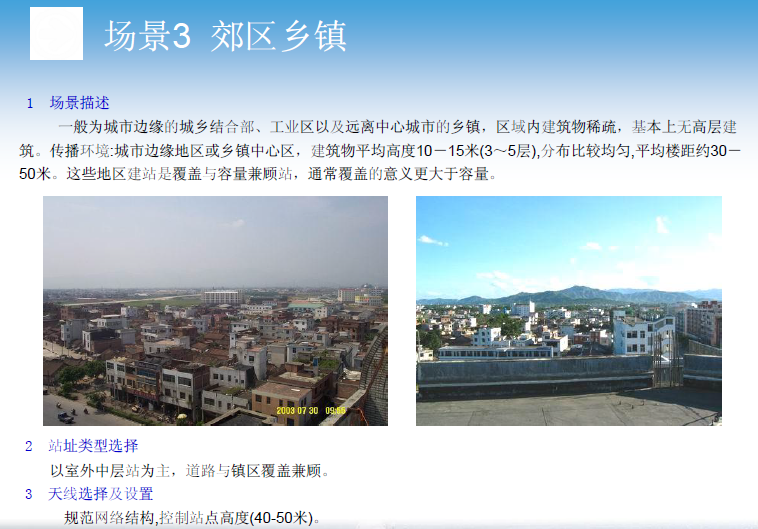 场景3 郊区乡镇
1 场景描述
一般为城市边缘的城乡结合部、工业区以及远离中心城市的乡镇，区域内建筑物稀疏，基本上无高层建
筑。传播环境:城市边缘地区或乡镇中心区，建筑物平均高度10－15米(3～5层),分布比较均匀,平均楼距约30－
50米。这些地区建站是覆盖与容量兼顾站，通常覆盖的意义更大于容量。
2003 07 30 09:55
2 站址类型选择
以室外中层站为主，道路与镇区覆盖兼顾。
3 天线选择及设置
规范网络结构,控制站点高度(40-50米)。